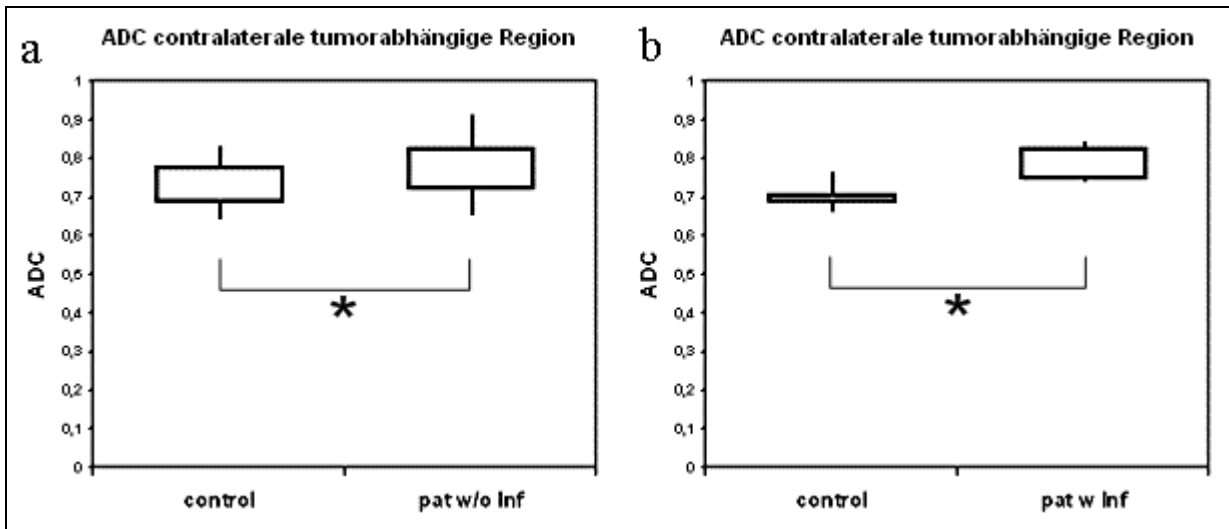 a
ADC contralaterale tumorabhängige Region
1
0,9
0,8
0,7
0,6
0,5
0,4
0,3
0,2
0,1
0
ADC
*
control
pat w/o Inf
b
ADC contralaterale tumorabhängige Region
1
0,9
0,8
0,7
0,6
0,5
0,4
0,3
0,2
0,1
0
ADC
*
control
pat w Inf